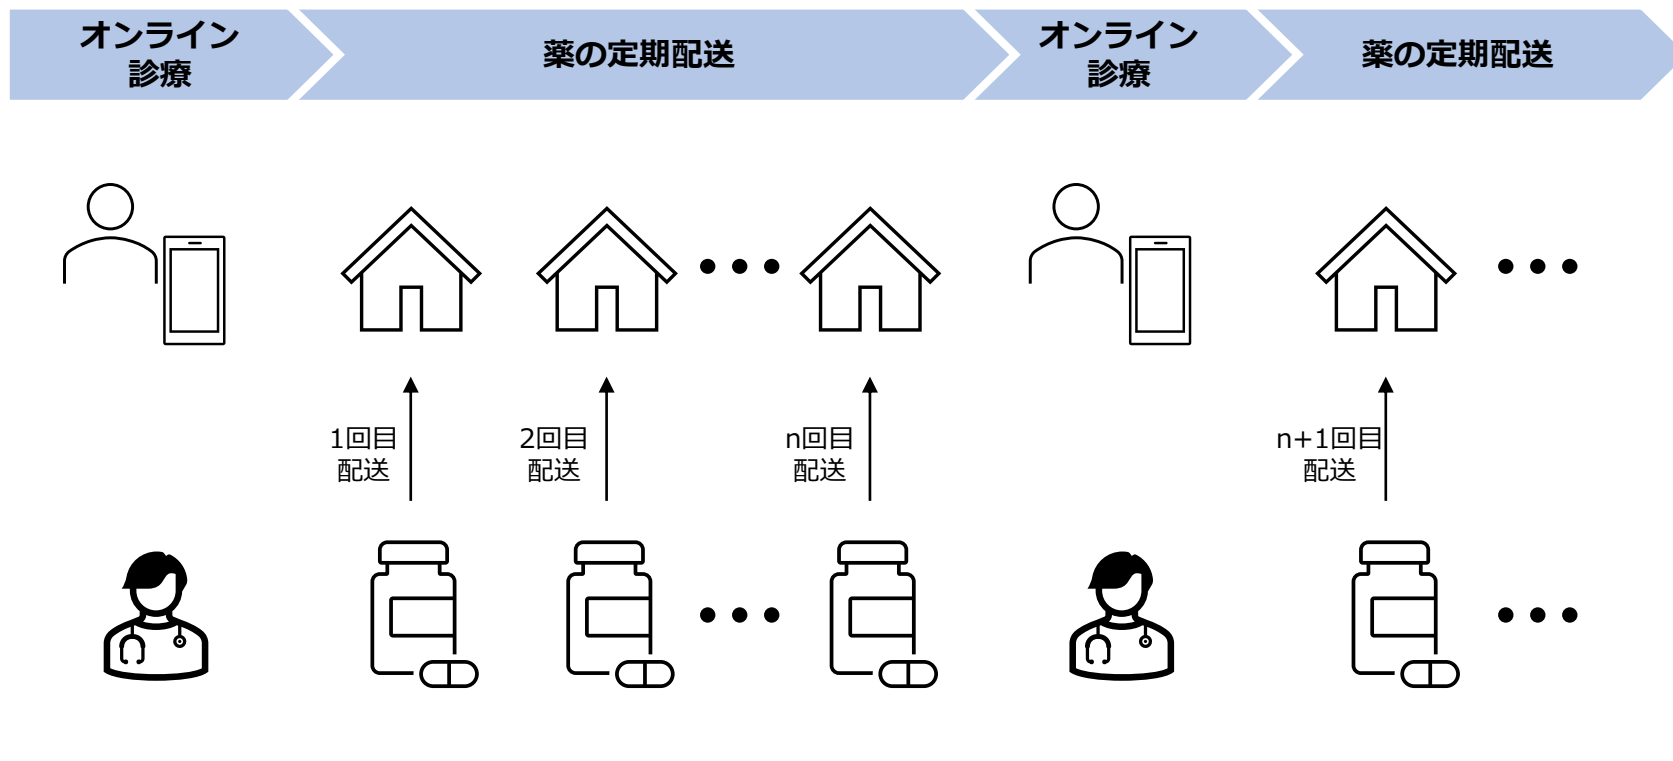 オンライン
診療
薬の定期配送
オンライン
診療
薬の定期配送
1回目
配送
2回目
配送
n回目
配送
n+1回目
配送